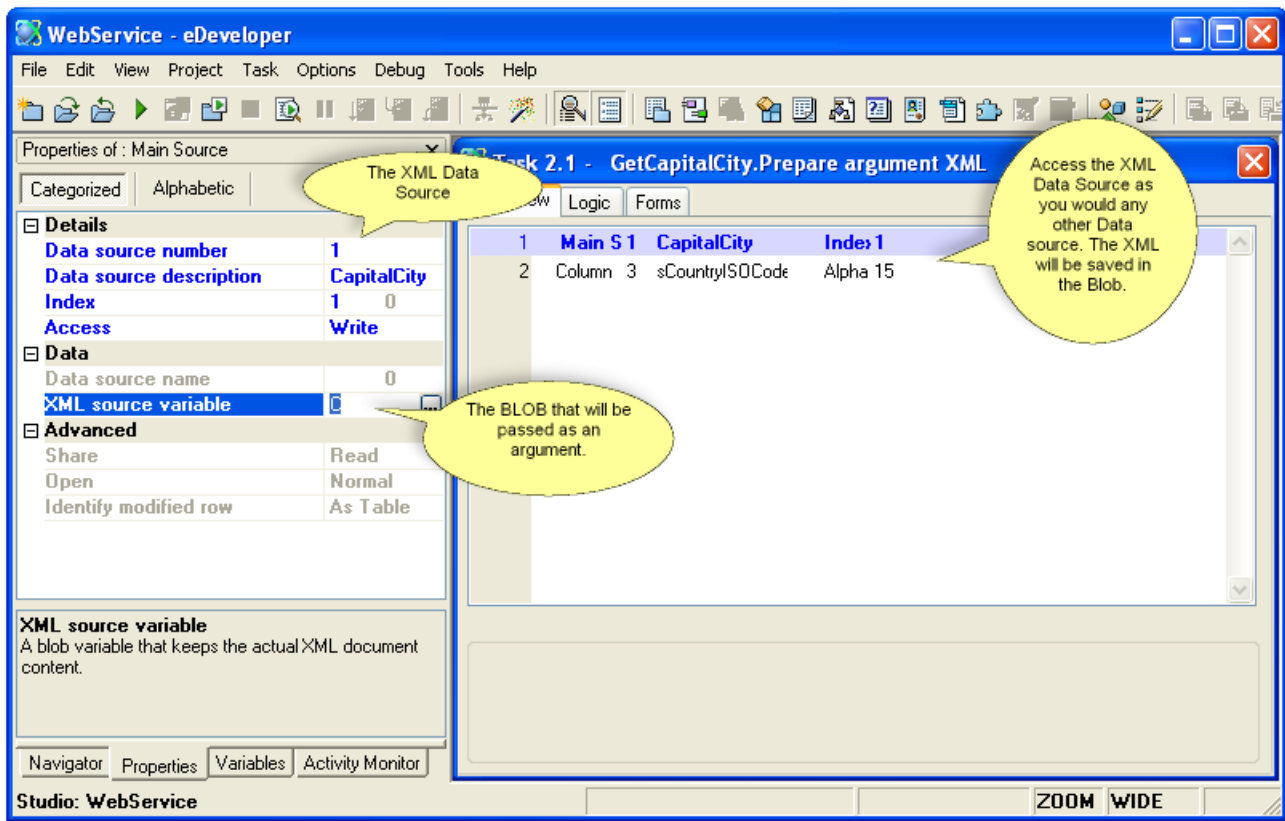 WebService - eDeveloper
File Edit View Project Task Options Debug Tools Help
Properties of : Main Source
Categorized Alphabetic
Details
Data source number 1
Data source description CapitalCity
Index 1 0
Access Write
Data
Data source name 0
XML source variable C ...
Advanced
Share Read
Open Normal
Identify modified row As Table
XML source variable
A blob variable that keeps the actual XML document
content.
Navigator Properties Variables Activity Monitor
The XML Data
Source
The BLOB that will be
passed as an
argument.
Task 2.1 - GetCapitalCity.Prepare argument XML
Logic Forms
1 Main S 1 CapitalCity Index 1
2 Column 3 sCountryISOCode Alpha 15
Access the XML
Data Source as
you would any
other Data
source. The XML
will be saved in
the Blob.
Studio: WebService ZOOM WIDE